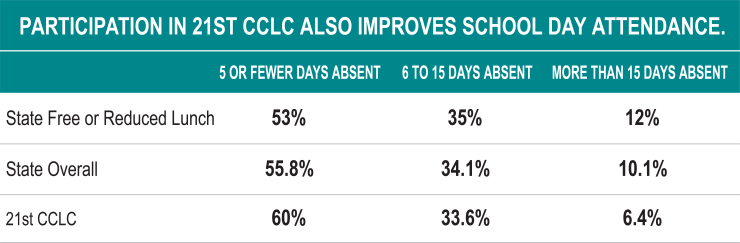 PARTICIPATION IN 21ST CCLC ALSO IMPROVES SCHOOL DAY ATTENDANCE.
5 OR FEWER DAYS ABSENT 6 TO 15 DAYS ABSENT MORE THAN 15 DAYS ABSENT
State Free or Reduced Lunch 53% 35% 12%
State Overall 55.8% 34.1% 10.1%
21st CCLC 60% 33.6% 6.4%